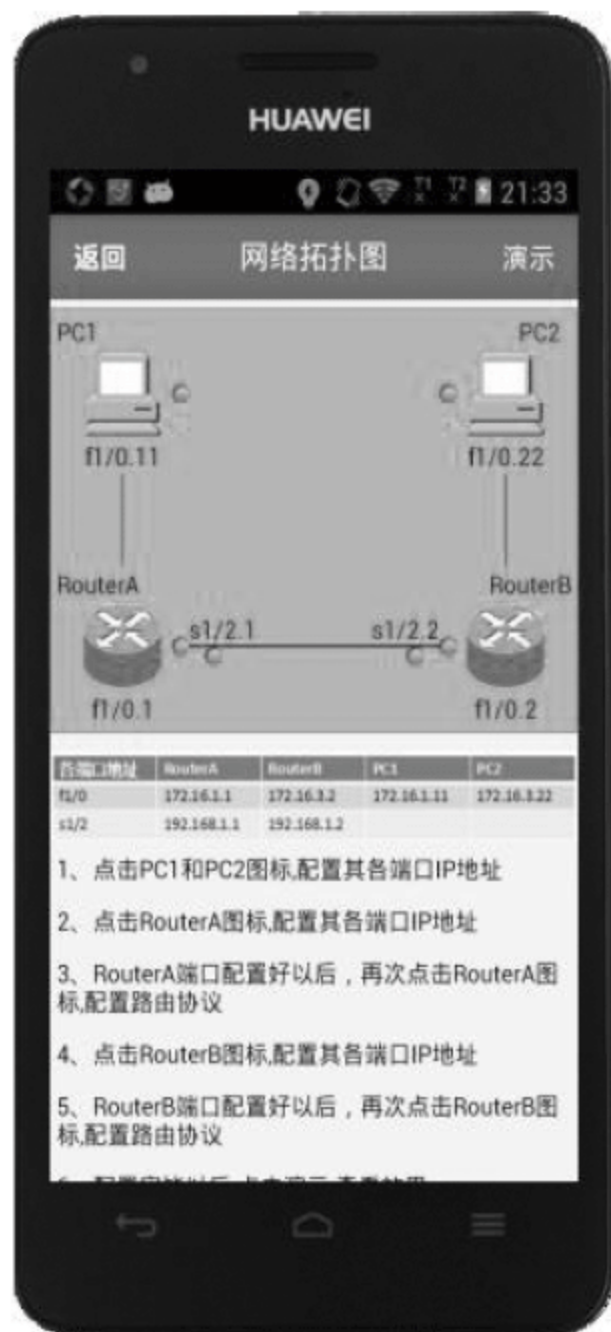 HUAWEI
T1 T2 21:33
返回 网络拓扑图 演示
PC1 PC2
f1/0.11 f1/0.22
RouterA RouterB
s1/2.1 s1/2.2
f1/0.1 f1/0.2
各端口地址 RouterA RouterB PC1 PC2
f1/0 172.16.1.1 172.16.3.2 172.16.1.11 172.16.3.22
s1/2 192.168.1.1 192.168.1.2
1、点击PC1和PC2图标,配置其各端口IP地址
2、点击RouterA图标,配置其各端口IP地址
3、RouterA端口配置好以后，再次点击RouterA图
标,配置路由协议
4、点击RouterB图标,配置其各端口IP地址
5、RouterB端口配置好以后，再次点击RouterB图
标,配置路由协议